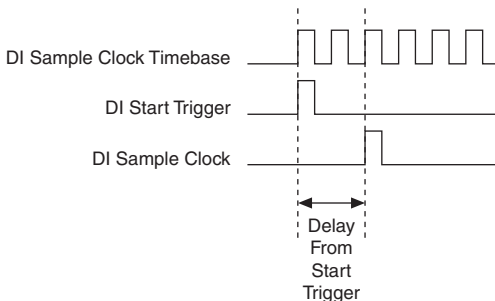 DI Sample Clock Timebase
DI Start Trigger
DI Sample Clock
Delay
From
Start
Trigger